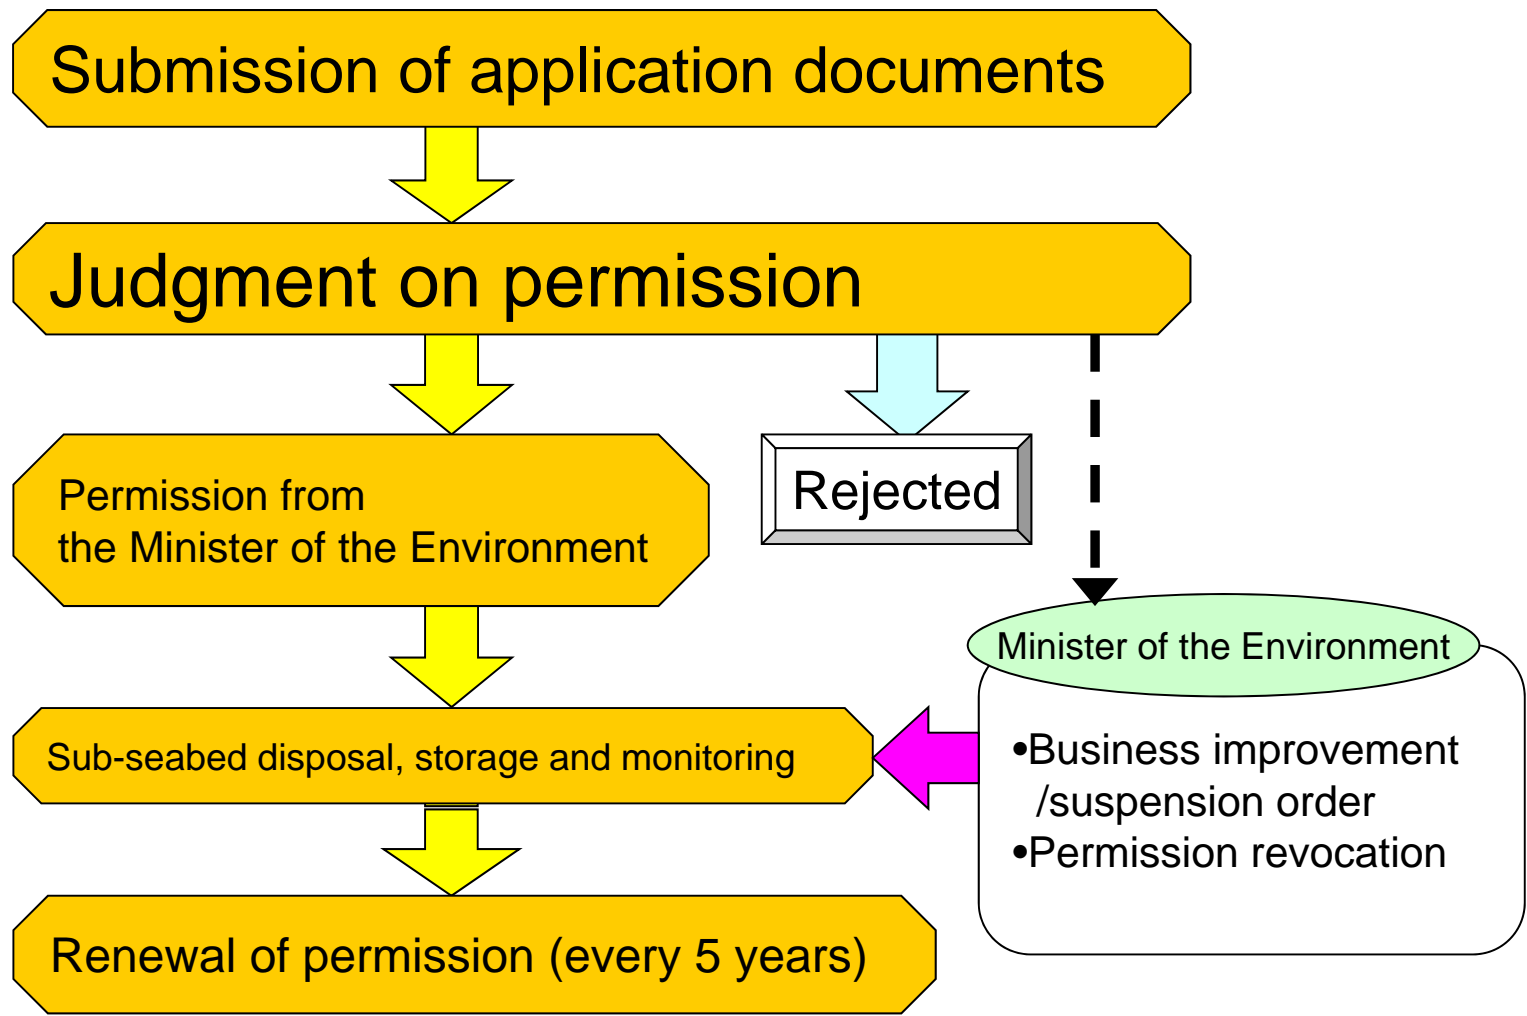 Submission of application documents
Judgment on permission
Permission from
the Minister of the Environment
Rejected
Minister of the Environment
Sub-seabed disposal, storage and monitoring
•Business improvement
/suspension order
•Permission revocation
Renewal of permission (every 5 years)